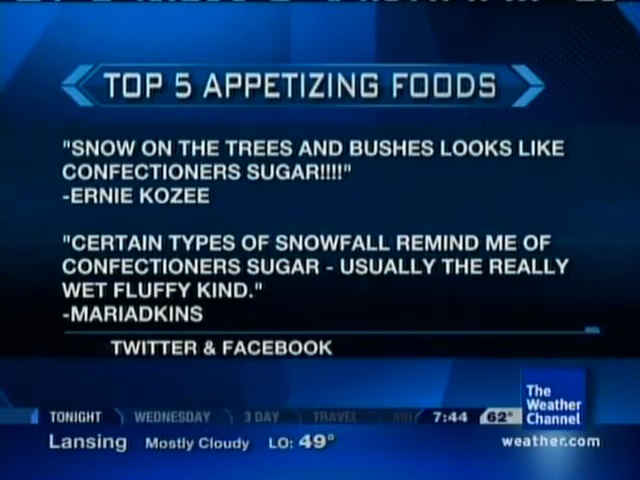 TOP 5 APPETIZING FOODS
"SNOW ON THE TREES AND BUSHES LOOKS LIKE
CONFECTIONERS SUGAR!!!!"
-ERNIE KOZEE
"CERTAIN TYPES OF SNOWFALL REMIND ME OF
CONFECTIONERS SUGAR - USUALLY THE REALLY
WET FLUFFY KIND."
-MARIADKINS
TWITTER & FACEBOOK
TONIGHT WEDNESDAY 3 DAY TRAVEL 7:44 62°
The
Weather
Channel
Lansing Mostly Cloudy LO: 49°
weather.com